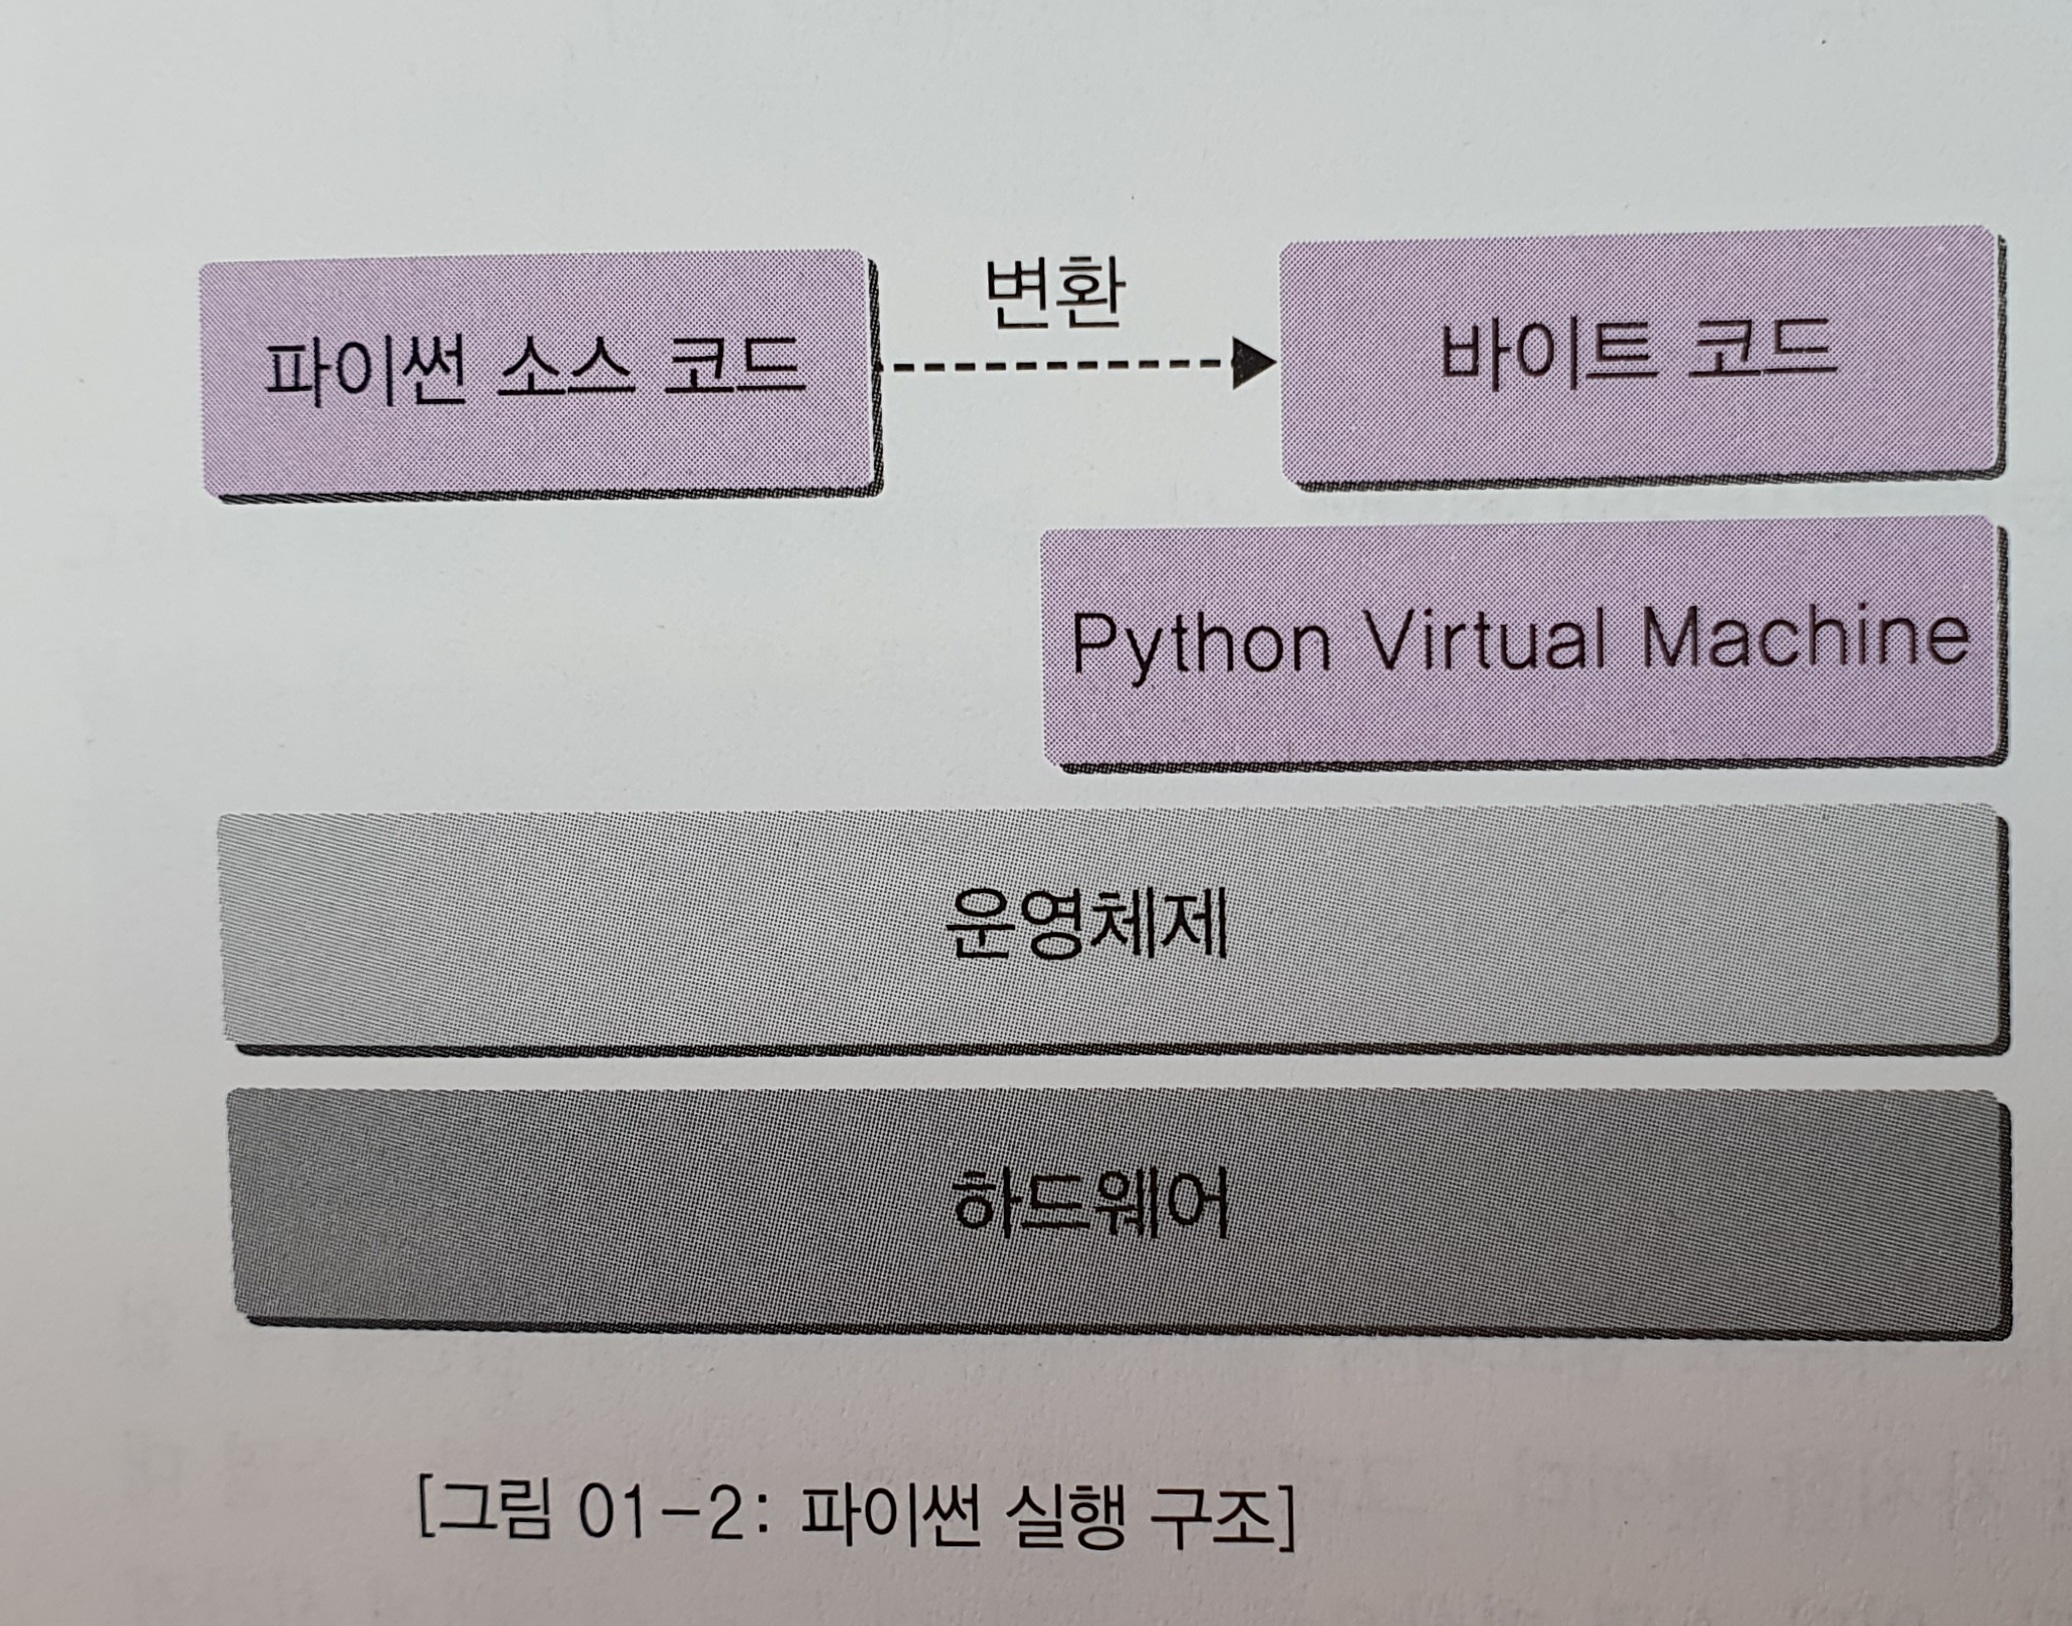 변환
파이썬 소스 코드
바이트 코드
Python Virtual Machine
운영체제
하드웨어
[그림 01-2: 파이썬 실행 구조]